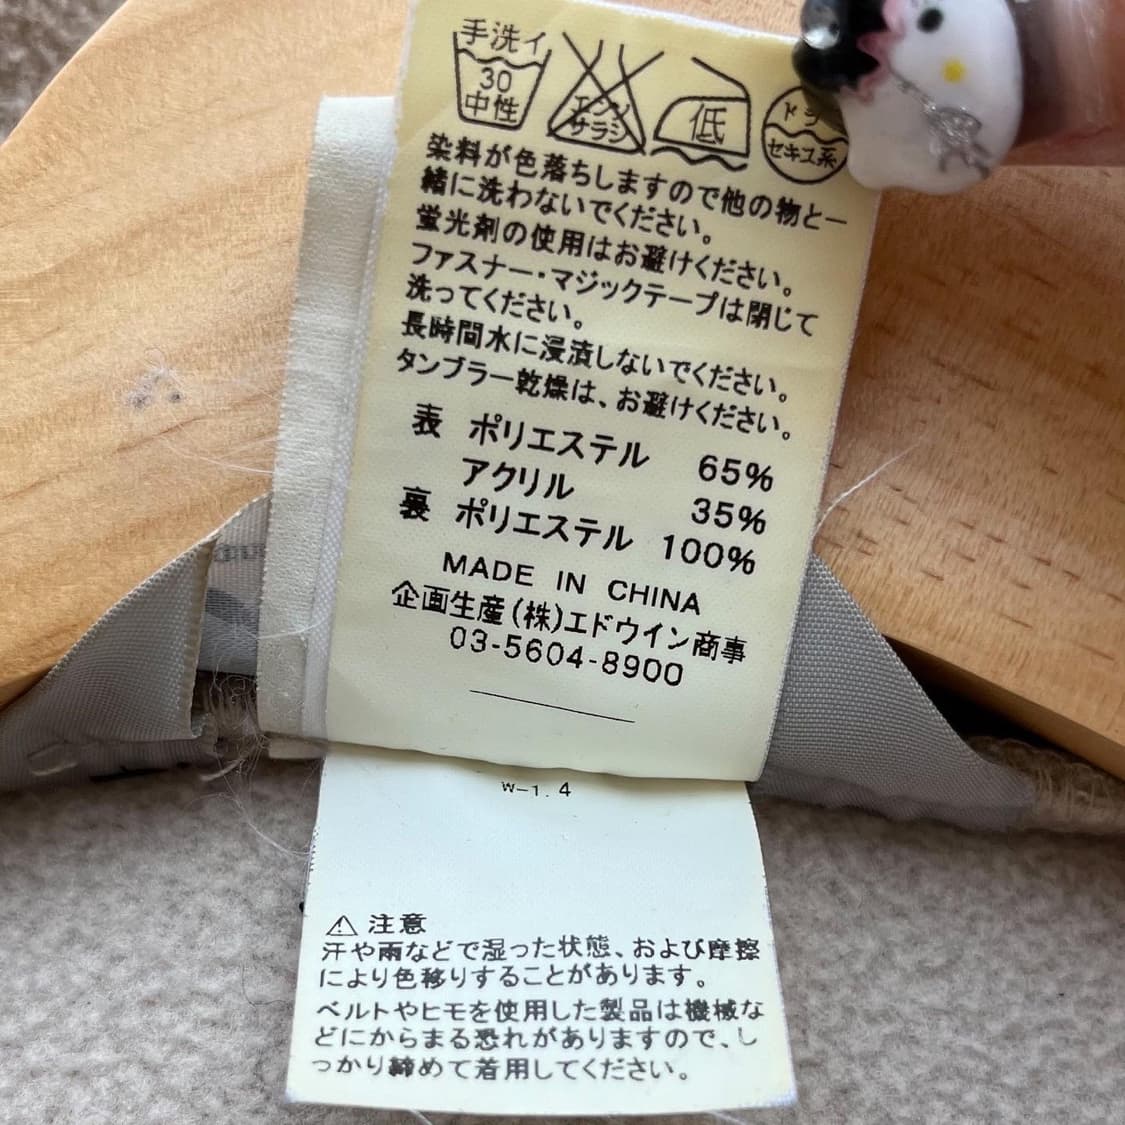 手洗イ
30
中性
エンソ
サラシ
低
ドラ
セキユ系
染料が色落ちしますので他の物と一
緒に洗わないでください。
蛍光剤の使用はお避けください。
ファスナー・マジックテープは閉じて
洗ってください。
長時間水に浸漬しないでください。
タンブラー乾燥は、お避けください。
表 ポリエステル 65%
アクリル 35%
裏 ポリエステル 100%
MADE IN CHINA
企画生産(株)エドウイン商事
03-5604-8900
W-1.4
⚠ 注意
汗や雨などで湿った状態、および摩擦
により色移りすることがあります。
ベルトやヒモを使用した製品は機械な
どにからまる恐れがありますので、し
っかり締めて着用してください。